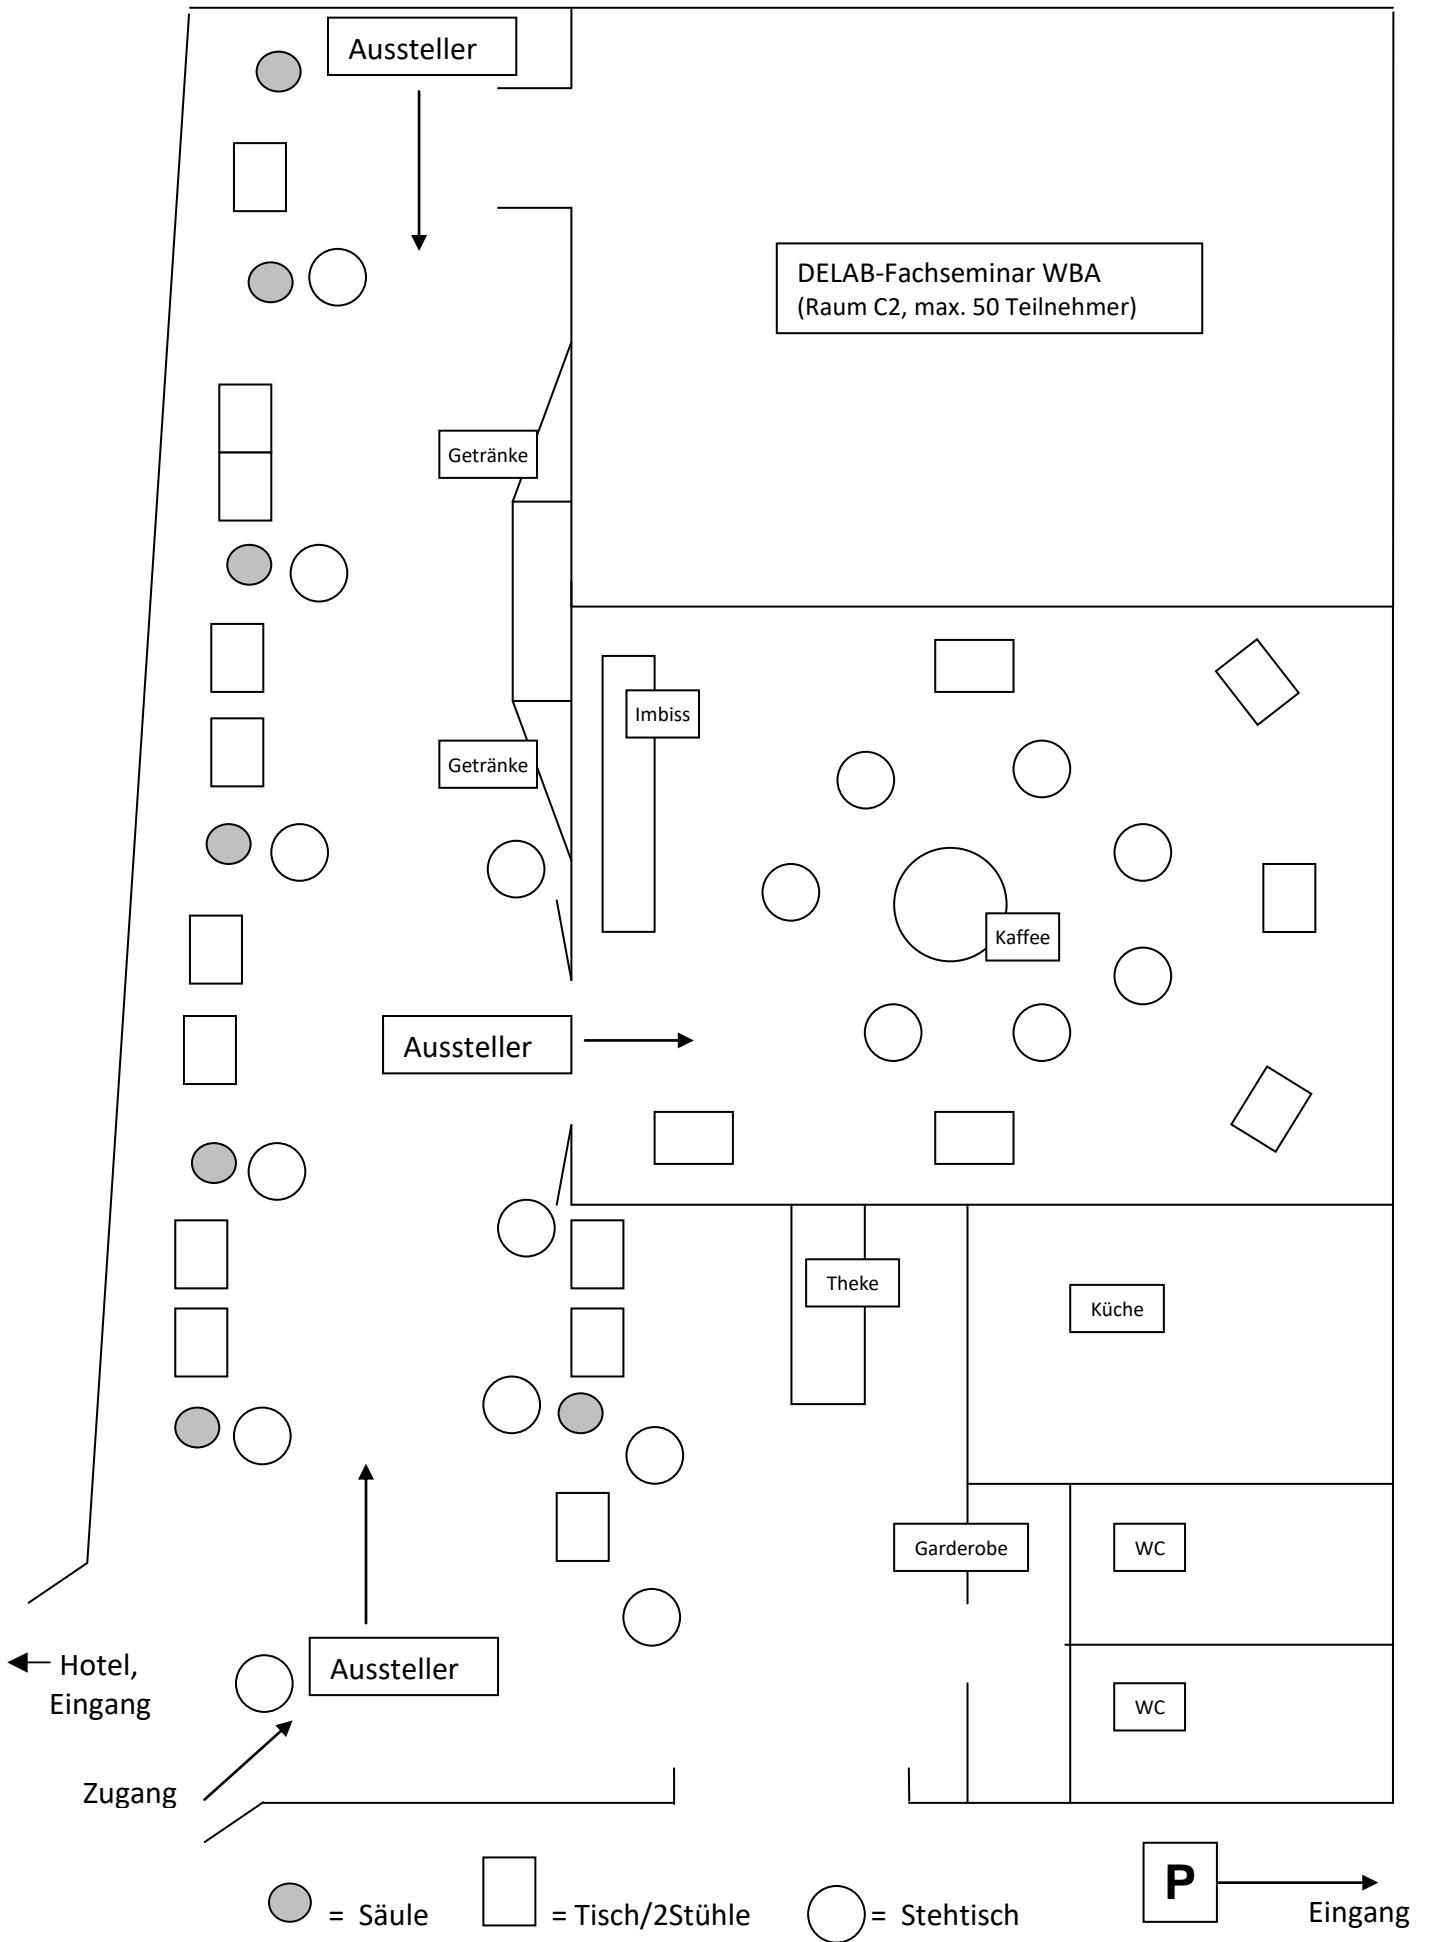 Aussteller
DELAB-Fachseminar WBA
(Raum C2, max. 50 Teilnehmer)
Getränke
Imbiss
Getränke
Kaffee
Aussteller
Theke
Küche
Garderobe
WC
Hotel,
Eingang
Aussteller
WC
Zugang
= Säule
= Tisch/2Stühle
= Stehtisch
P
Eingang